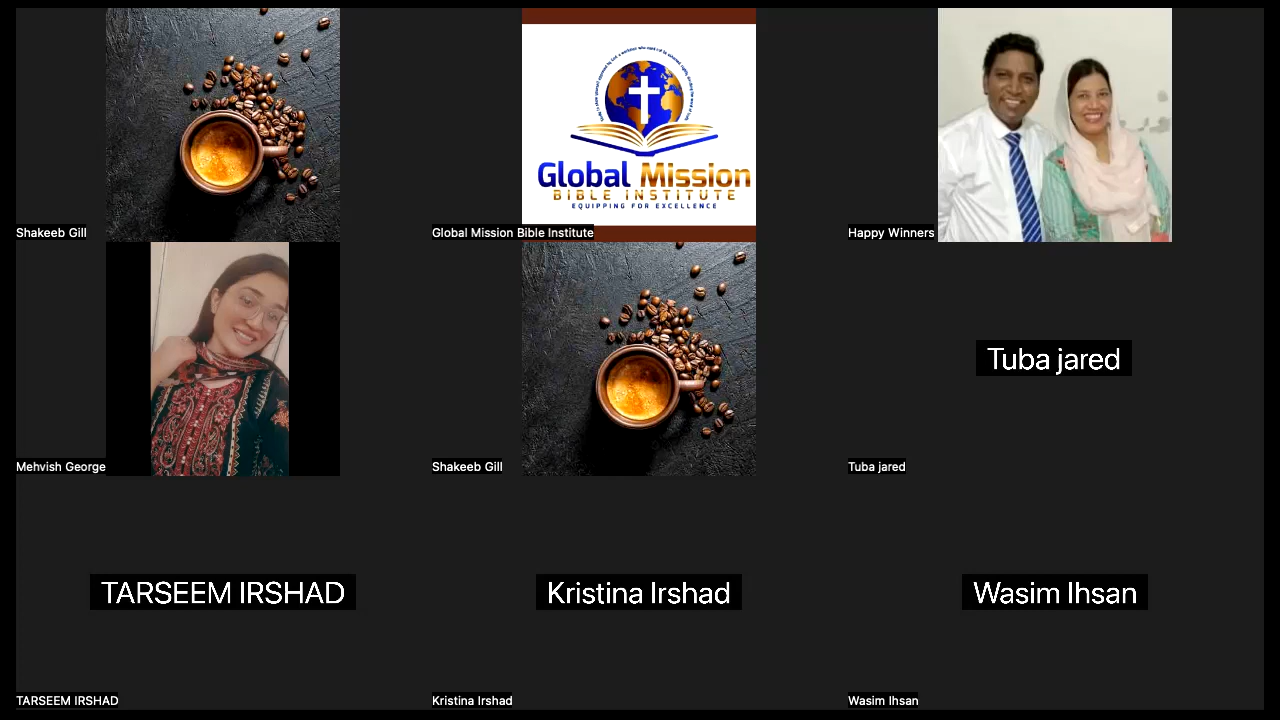 Shakeeb Gill
Global Mission
BIBLE INSTITUTE
EQUIPPING FOR EXCELLENCE
Global Mission Bible Institute
Happy Winners
Mehvish George
Shakeeb Gill
Tuba jared
Tuba jared
TARSEEM IRSHAD
Kristina Irshad
Wasim Ihsan
TARSEEM IRSHAD
Kristina Irshad
Wasim Ihsan